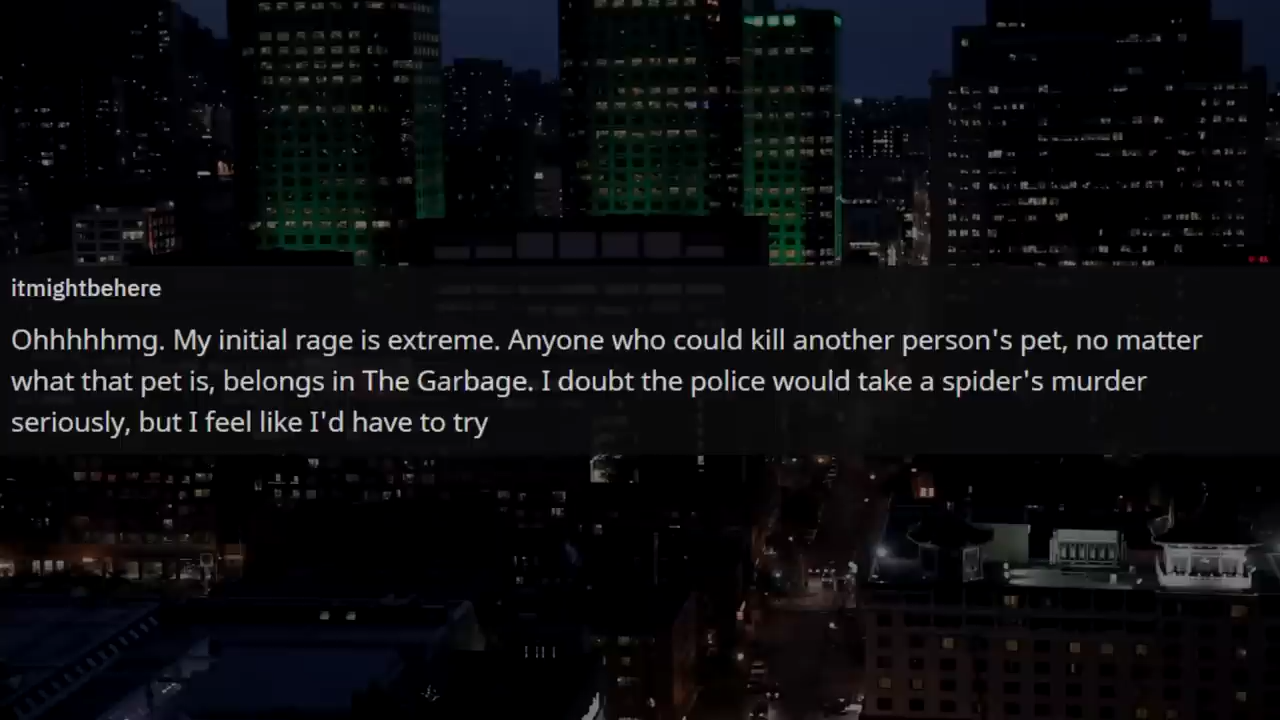 itmightbehere
Ohhhhhmg. My initial rage is extreme. Anyone who could kill another person's pet, no matter
what that pet is, belongs in The Garbage. I doubt the police would take a spider's murder
seriously, but I feel like I'd have to try